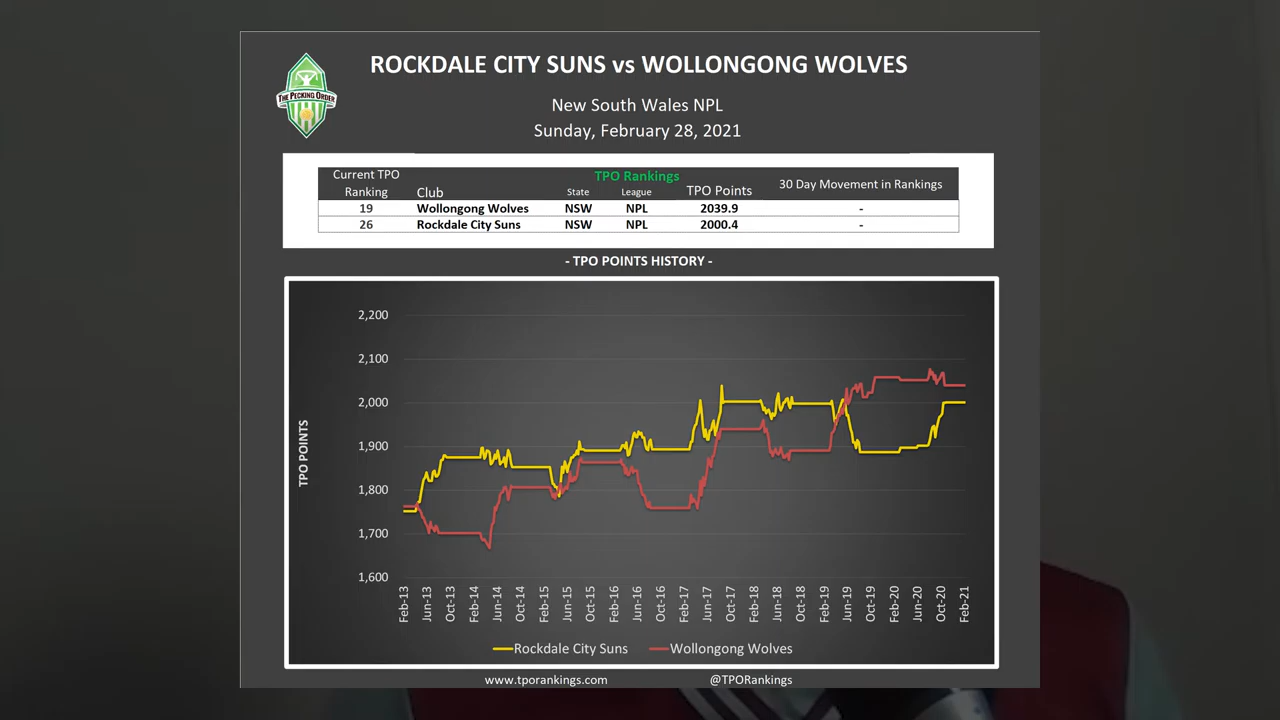 ROCKDALE CITY SUNS vs WOLLONGONG WOLVES
THE PECKING ORDER
New South Wales NPL
Sunday, February 28, 2021
Current TPO Ranking Club TPO Rankings State League TPO Points 30 Day Movement in Rankings
19 Wollongong Wolves NSW NPL 2039.9 -
26 Rockdale City Suns NSW NPL 2000.4 -
- TPO POINTS HISTORY -
TPO POINTS
2,200
2,100
2,000
1,900
1,800
1,700
1,600
Feb-13 Jun-13 Oct-13 Feb-14 Jun-14 Oct-14 Feb-15 Jun-15 Oct-15 Feb-16 Jun-16 Oct-16 Feb-17 Jun-17 Oct-17 Feb-18 Jun-18 Oct-18 Feb-19 Jun-19 Oct-19 Feb-20 Jun-20 Oct-20 Feb-21
Rockdale City Suns Wollongong Wolves
www.tporankings.com @TPORankings